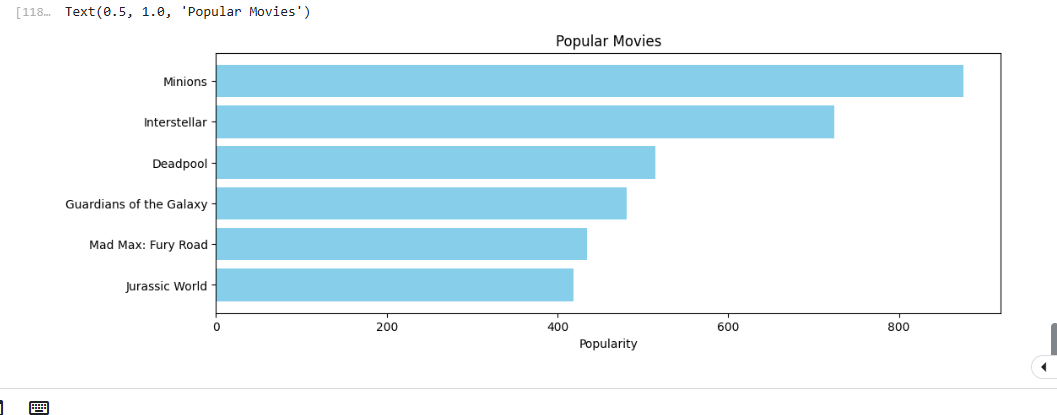 [118… Text(0.5, 1.0, 'Popular Movies')
Popular Movies
Minions
Interstellar
Deadpool
Guardians of the Galaxy
Mad Max: Fury Road
Jurassic World
0 200 400 600 800
Popularity